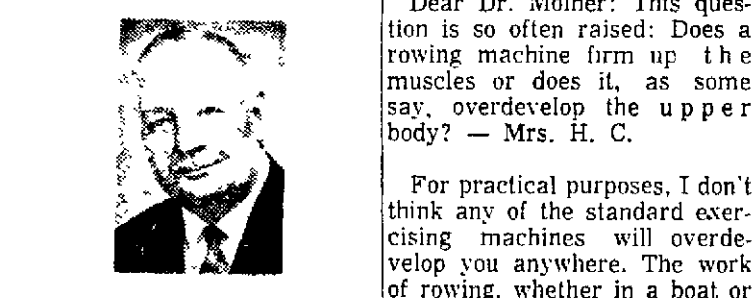 Dear Dr. Molner: This ques-
tion is so often raised: Does a
rowing machine firm up the
muscles or does it, as some
say, overdevelop the upper
body? — Mrs. H. C.
For practical purposes, I don't
think any of the standard exer-
cising machines will overde-
velop you anywhere. The work
of rowing, whether in a boat or